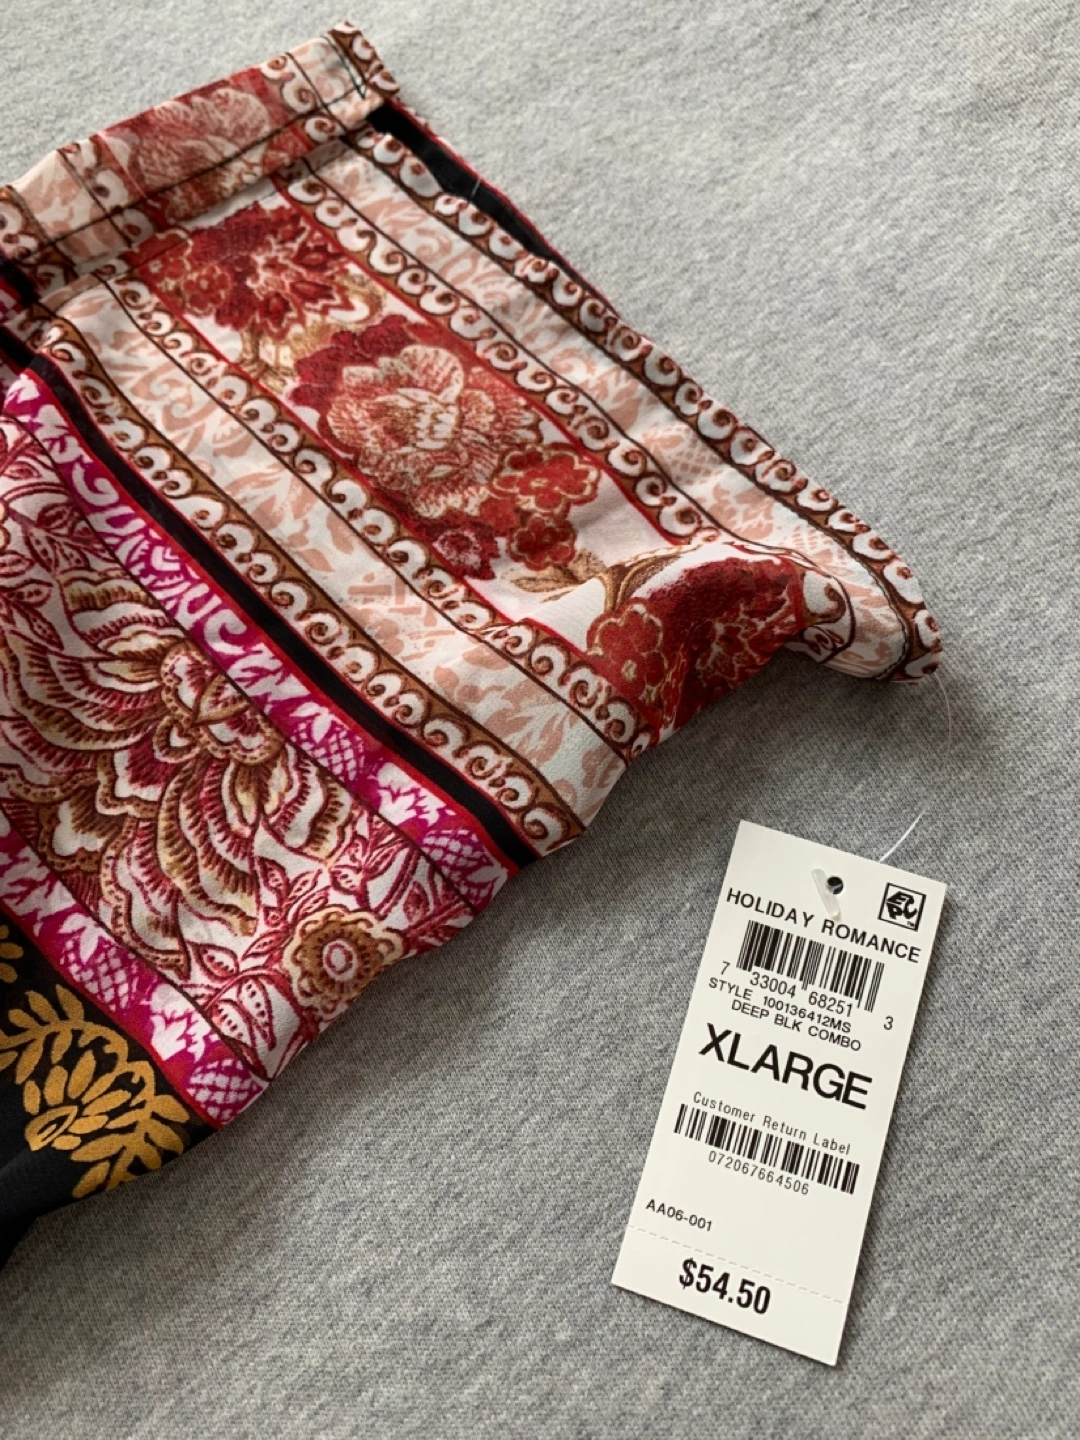 HOLIDAY ROMANCE
7 33004 68251 3
STYLE 100136412MS
DEEP BLK COMBO
XLARGE
Customer Return Label
072067664506
AA06-001
$54.50